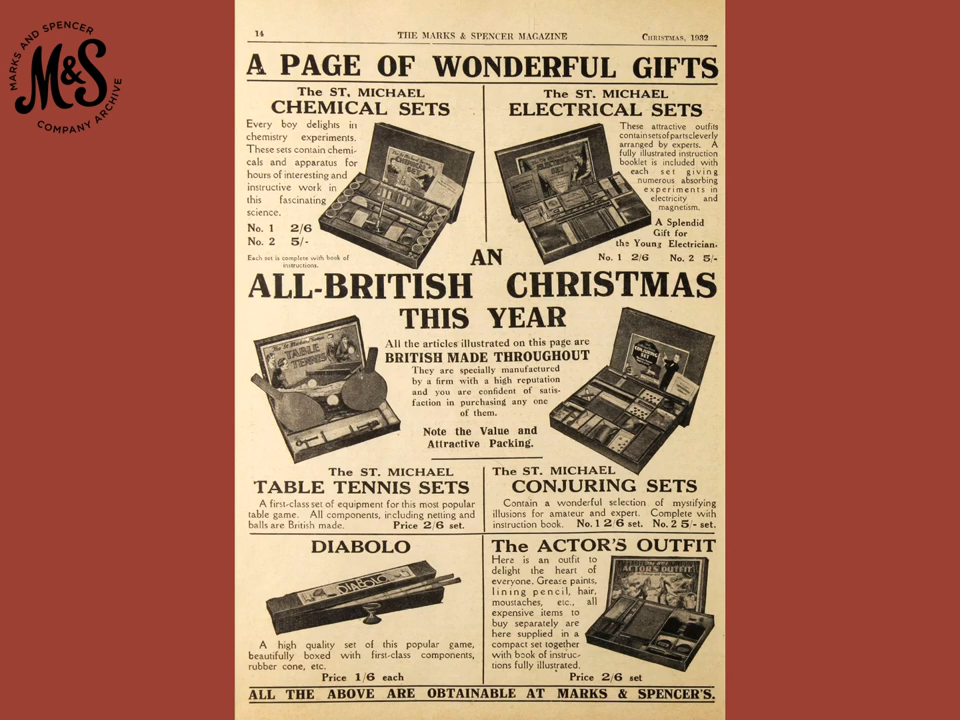 MARKS AND SPENCER
M&S
COMPANY ARCHIVE
14 THE MARKS & SPENCER MAGAZINE CHRISTMAS, 1932
A PAGE OF WONDERFUL GIFTS
The ST. MICHAEL
CHEMICAL SETS
Every boy delights in
chemistry experiments.
These sets contain chemi-
cals and apparatus for
hours of interesting and
instructive work in
this fascinating
science.
No. 1 2/6
No. 2 5/-
Each set is complete with book of
instructions.
The ST. MICHAEL
ELECTRICAL SETS
These attractive outfits
contain sets of parts cleverly
arranged by experts. A
fully illustrated instruction
booklet is included with
each set giving
numerous absorbing
experiments in
electricity and
magnetism.
A Splendid
Gift for
the Young Electrician.
No. 1 2/6 No. 2 5/-
AN
ALL-BRITISH CHRISTMAS
THIS YEAR
TABLE
TENNIS
All the articles illustrated on this page are
BRITISH MADE THROUGHOUT
They are specially manufactured
by a firm with a high reputation
and you are confident of satis-
faction in purchasing any one
of them.
Note the Value and
Attractive Packing.
The ST. MICHAEL
TABLE TENNIS SETS
A first-class set of equipment for this most popular
table game. All components, including netting and
balls are British made. Price 2/6 set.
The ST. MICHAEL
CONJURING SETS
Contain a wonderful selection of mystifying
illusions for amateur and expert. Complete with
instruction book. No. 1 2/6 set. No. 2 5/- set.
DIABOLO
DIABOLO
A high quality set of this popular game,
beautifully boxed with first-class components,
rubber cone, etc.
Price 1/6 each
The ACTOR'S OUTFIT
Here is an outfit to
delight the heart of
everyone. Grease paints,
lining pencil, hair,
moustaches, etc., all
expensive items to
buy separately are
here supplied in a
compact set together
with book of instruc-
tions fully illustrated.
ACTOR'S OUTFIT
Price 2/6 set
ALL THE ABOVE ARE OBTAINABLE AT MARKS & SPENCER'S.